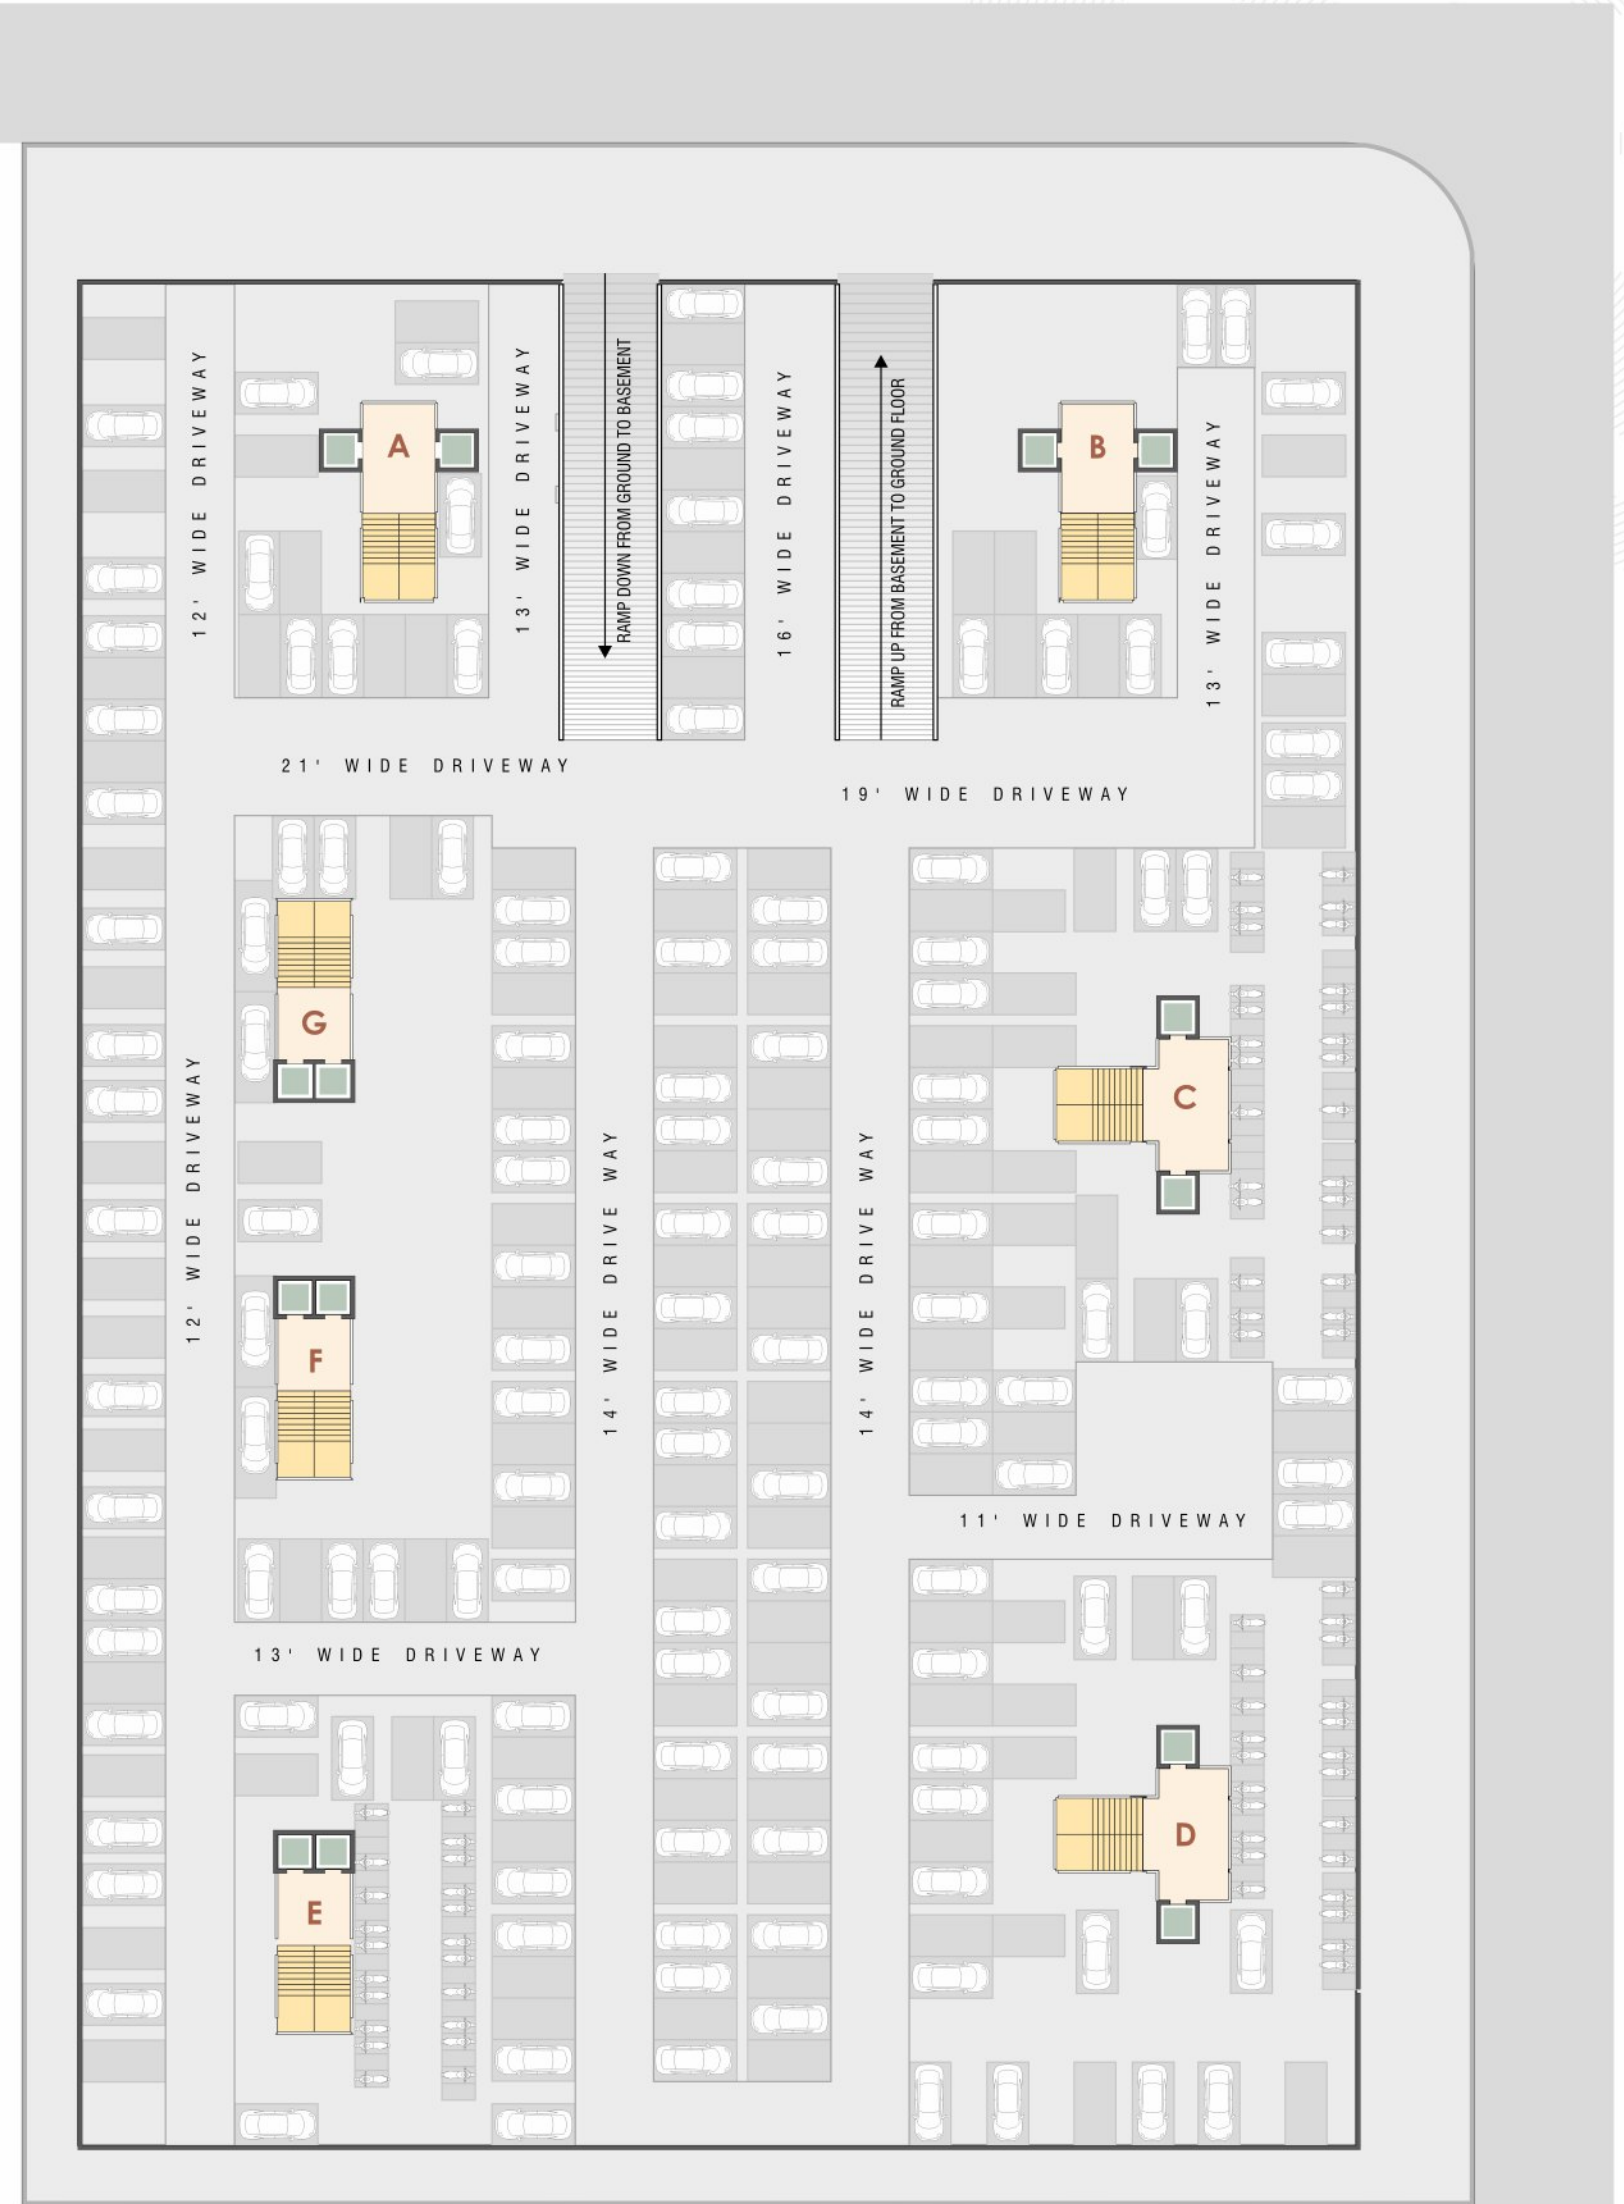 12' WIDE DRIVEWAY
A
13' WIDE DRIVEWAY
RAMP DOWN FROM GROUND TO BASEMENT
16' WIDE DRIVEWAY
RAMP UP FROM BASEMENT TO GROUND FLOOR
B
13' WIDE DRIVEWAY
21' WIDE DRIVEWAY
19' WIDE DRIVEWAY
G
C
12' WIDE DRIVEWAY
14' WIDE DRIVE WAY
14' WIDE DRIVE WAY
F
11' WIDE DRIVEWAY
13' WIDE DRIVEWAY
D
E